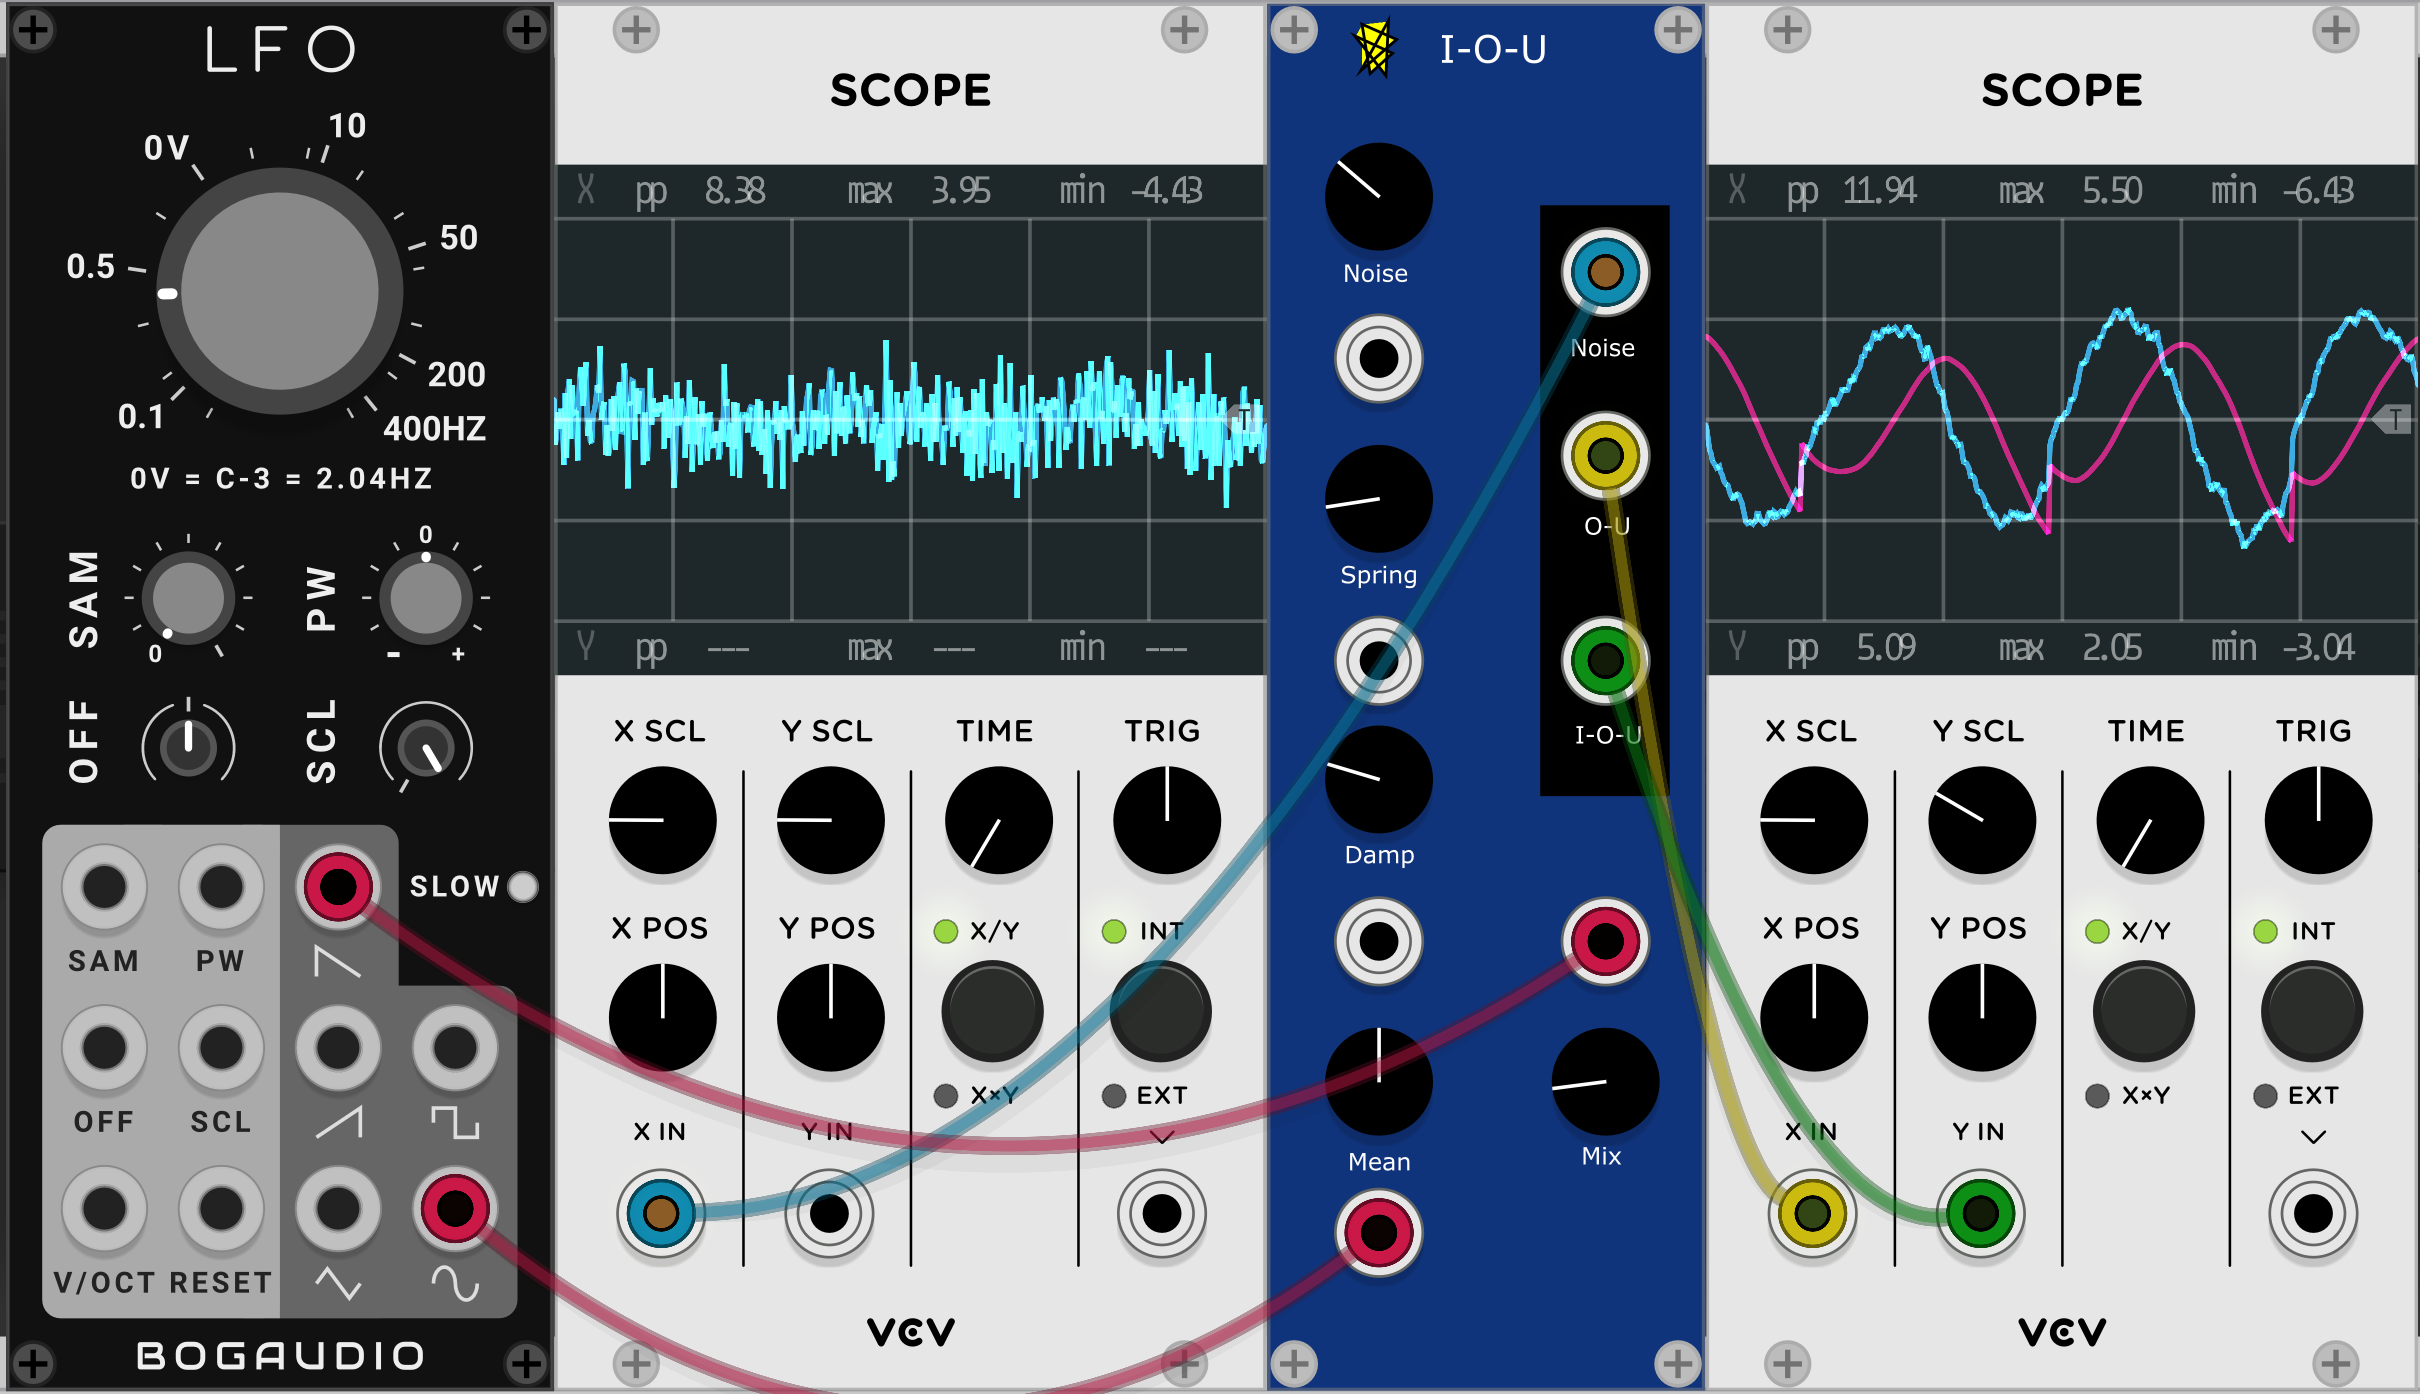 LFO
0V
10
0.5
50
0.1
200
400HZ
0V = C-3 = 2.04HZ
SAM
0
PW
0
- +
OFF
SCL
SLOW
SAM PW
OFF SCL
V/OCT RESET
BOGAUDIO
SCOPE
X pp 8.38 max 3.95 min -4.43
T
Y pp --- max --- min ---
X SCL Y SCL TIME TRIG
X POS Y POS X/Y INT
X×Y EXT
X IN Y IN
VCV
I-O-U
Noise
Noise
O-U
Spring
I-O-U
Damp
Mean
Mix
SCOPE
X pp 11.94 max 5.50 min -6.43
T
Y pp 5.09 max 2.05 min -3.04
X SCL Y SCL TIME TRIG
X POS Y POS X/Y INT
X×Y EXT
X IN Y IN
VCV